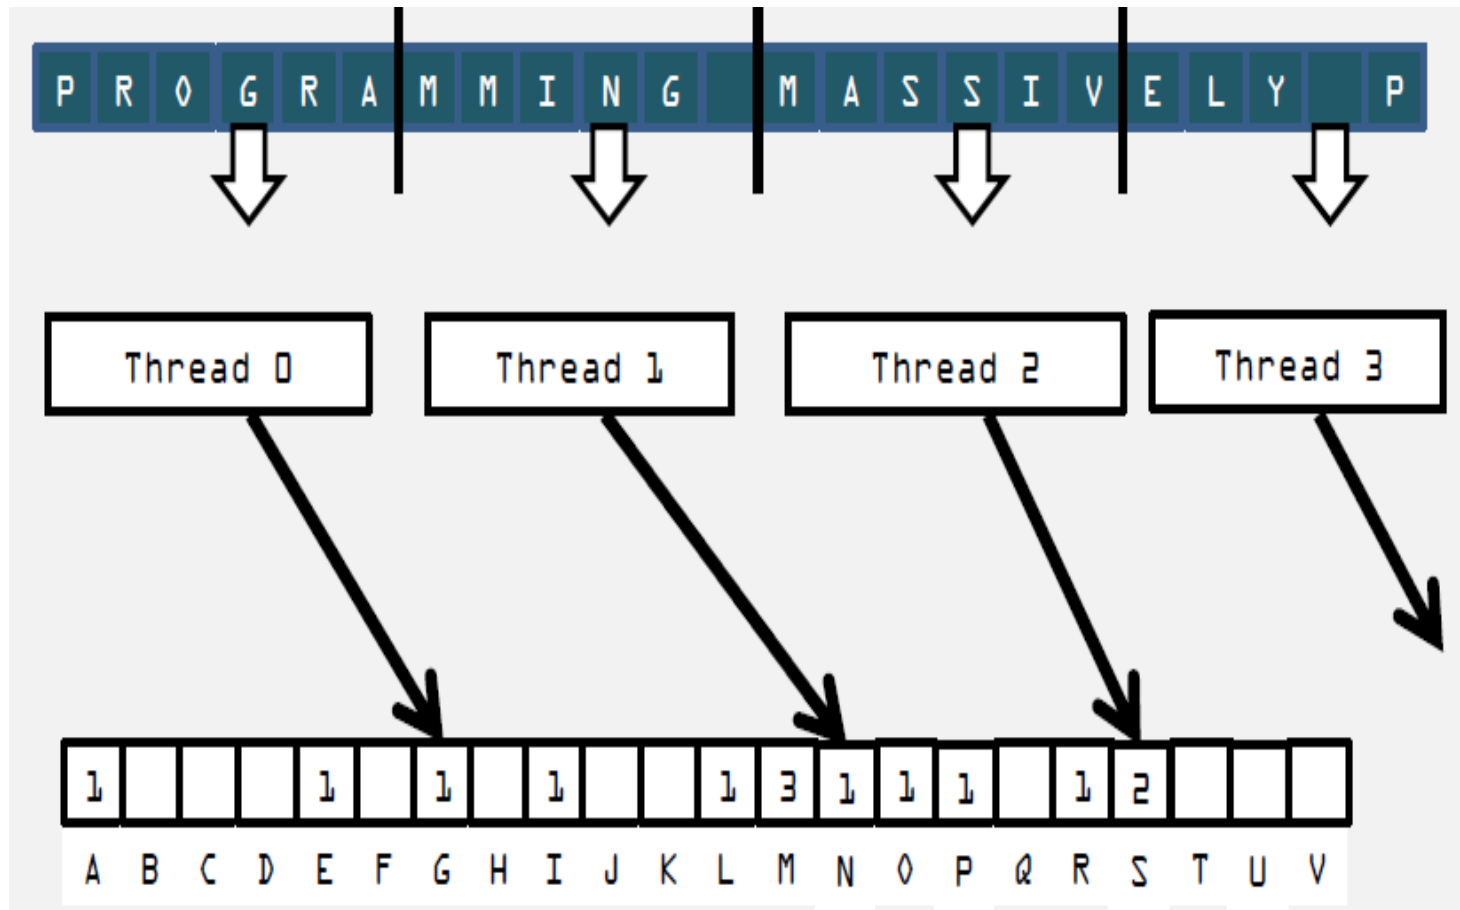 P R O G R A M M I N G M A S S I V E L Y P
Thread 0 Thread 1 Thread 2 Thread 3
1 1 1 1 1 3 1 1 1 1 2
A B C D E F G H I J K L M N O P Q R S T U V